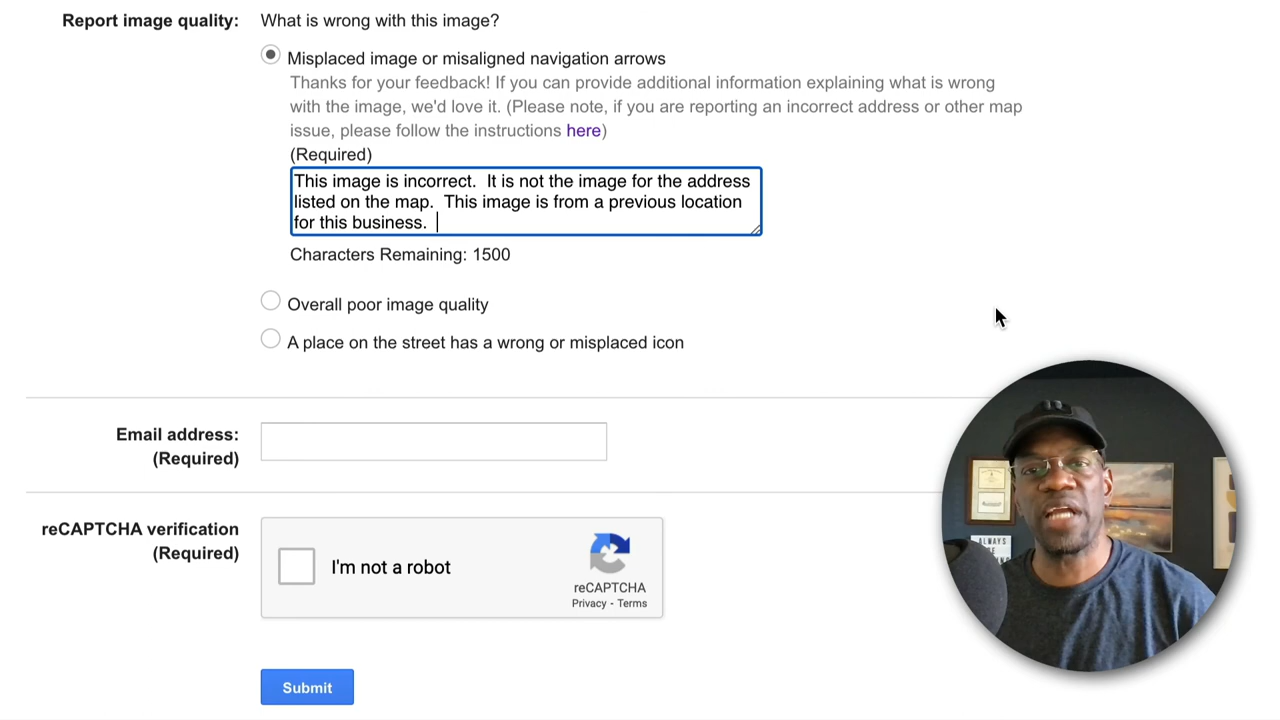 Report image quality: What is wrong with this image?
Misplaced image or misaligned navigation arrows
Thanks for your feedback! If you can provide additional information explaining what is wrong
with the image, we'd love it. (Please note, if you are reporting an incorrect address or other map
issue, please follow the instructions here)
(Required)
This image is incorrect.  It is not the image for the address
listed on the map.  This image is from a previous location
for this business.
Characters Remaining: 1500
Overall poor image quality
A place on the street has a wrong or misplaced icon
Email address:
(Required)
reCAPTCHA verification
(Required)
I'm not a robot
reCAPTCHA
Privacy - Terms
ALWAYS
Submit